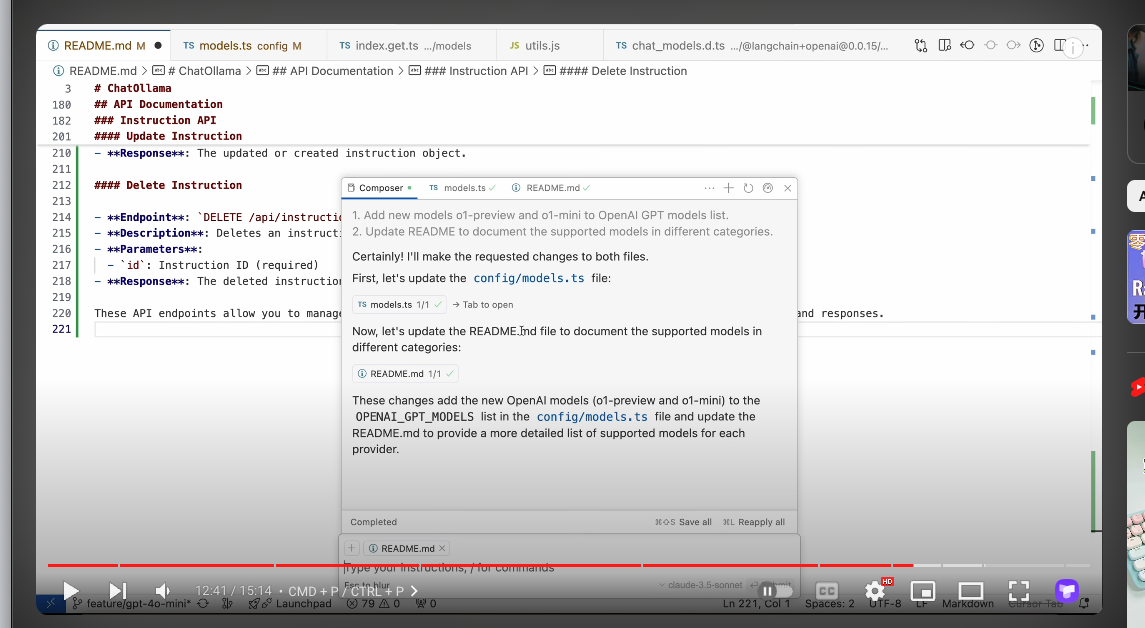 README.md M
TS models.ts config M
TS index.get.ts .../models
JS utils.js
TS chat_models.d.ts .../@langchain+openai@0.0.15/...
README.md > # ChatOllama > ## API Documentation > ### Instruction API > #### Delete Instruction
3 # ChatOllama
180 ## API Documentation
182 ### Instruction API
201 #### Update Instruction
210 - **Response**: The updated or created instruction object.
211
212 #### Delete Instruction
213
214 - **Endpoint**: `DELETE /api/instructio
215 - **Description**: Deletes an instructi
216 - **Parameters**:
217 - `id`: Instruction ID (required)
218 - **Response**: The deleted instruction
219
220 These API endpoints allow you to manage and responses.
221
Composer
TS models.ts
README.md
1. Add new models o1-preview and o1-mini to OpenAI GPT models list.
2. Update README to document the supported models in different categories.
Certainly! I'll make the requested changes to both files.
First, let's update the config/models.ts file:
TS models.ts 1/1 → Tab to open
Now, let's update the README.md file to document the supported models in
different categories:
README.md 1/1
These changes add the new OpenAI models (o1-preview and o1-mini) to the
OPENAI_GPT_MODELS list in the config/models.ts file and update the
README.md to provide a more detailed list of supported models for each
provider.
Completed
⌘⇧S Save all ⌘L Reapply all
+ README.md
Type your instructions, / for commands
Esc to blur
claude-3.5-sonnet
12:41 / 15:14 • CMD + P / CTRL + P
CC
HD
feature/gpt-4o-mini*
Launchpad
79 0
0
Ln 221, Col 1
Spaces: 2
UTF-8
LF
Markdown
Cursor Tab